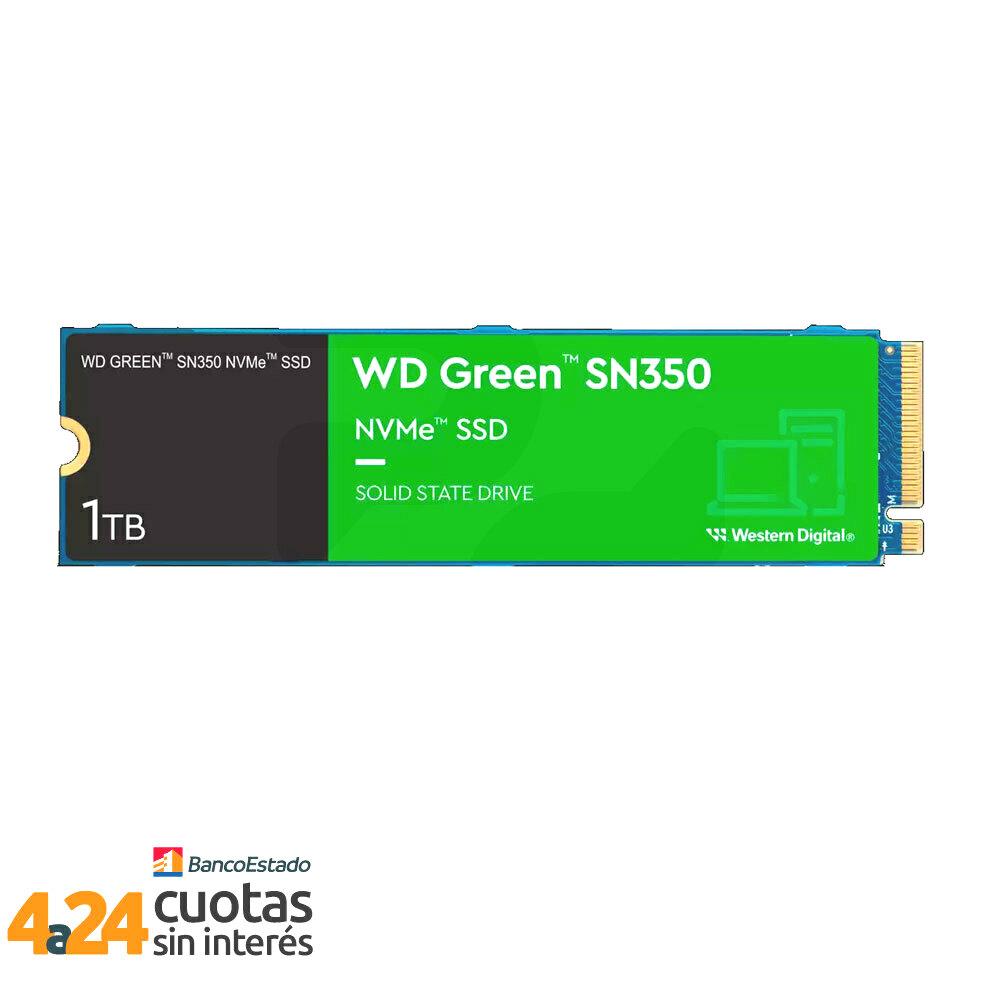 WD GREEN™ SN350 NVMe™ SSD
1TB
WD Green™ SN350
NVMe™ SSD
SOLID STATE DRIVE
Western Digital®
M
U3
BancoEstado
4a24 cuotas
sin interés